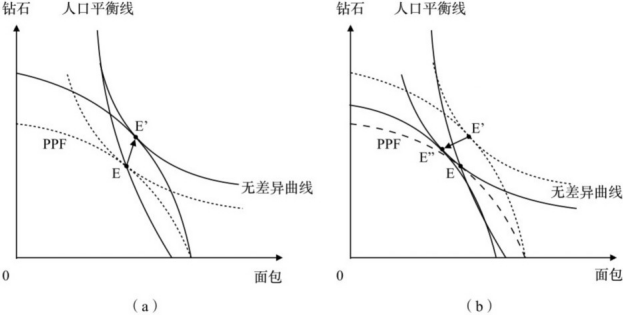 钻石 人口平衡线
E'
PPF
E
无差异曲线
0 面包
(a)
钻石 人口平衡线
E'
PPF
E"
E
无差异曲线
0 面包
(b)